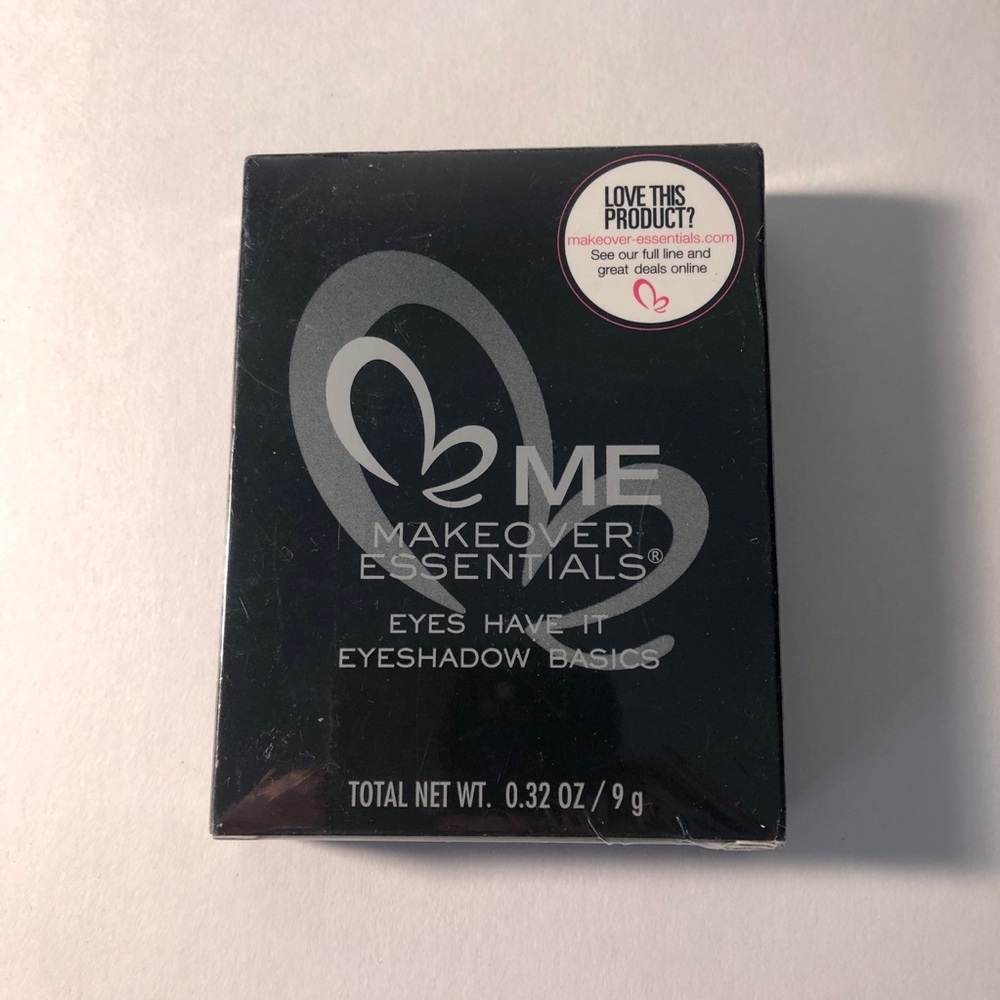 LOVE THIS
PRODUCT?
makeover-essentials.com
See our full line and
great deals online
ME
MAKEOVER
ESSENTIALS®
EYES HAVE IT
EYESHADOW BASICS
TOTAL NET WT. 0.32 OZ / 9 g